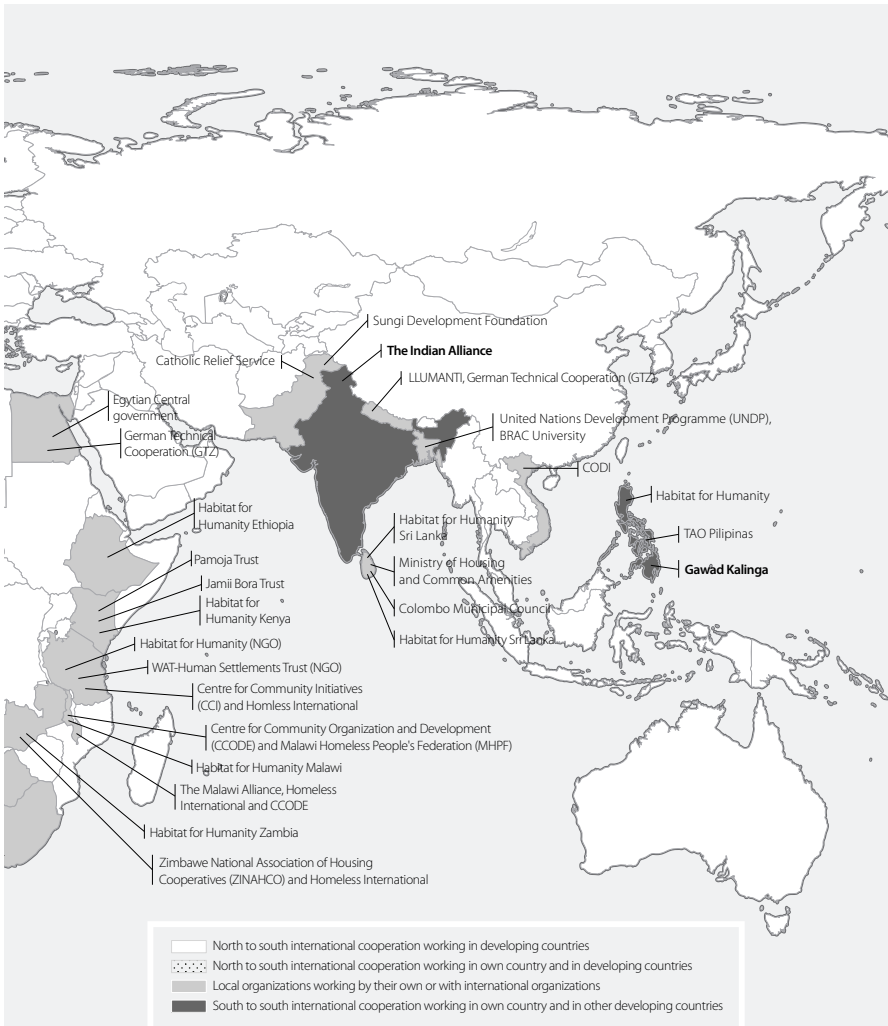 Sungi Development Foundation
The Indian Alliance
Catholic Relief Service
LLUMANTI, German Technical Cooperation (GTZ)
Egytian Central
government
German Technical
Cooperation (GTZ)
United Nations Development Programme (UNDP),
BRAC University
CODI
Habitat for Humanity
TAO Pilipinas
Gawad Kalinga
Habitat for
Humanity Ethiopia
Habitat for Humanity
Sri Lanka
Ministry of Housing
and Common Amenities
Colombo Municipal Council
Habitat for Humanity Sri Lanka
Pamoja Trust
Jamii Bora Trust
Habitat for
Humanity Kenya
Habitat for Humanity (NGO)
WAT-Human Settlements Trust (NGO)
Centre for Community Initiatives
(CCI) and Homless International
Centre for Community Organization and Development
(CCODE) and Malawi Homeless People's Federation (MHPF)
Habitat for Humanity Malawi
The Malawi Alliance, Homeless
International and CCODE
Habitat for Humanity Zambia
Zimbawe National Association of Housing
Cooperatives (ZINAHCO) and Homeless International
North to south international cooperation working in developing countries
North to south international cooperation working in own country and in developing countries
Local organizations working by their own or with international organizations
South to south international cooperation working in own country and in other developing countries